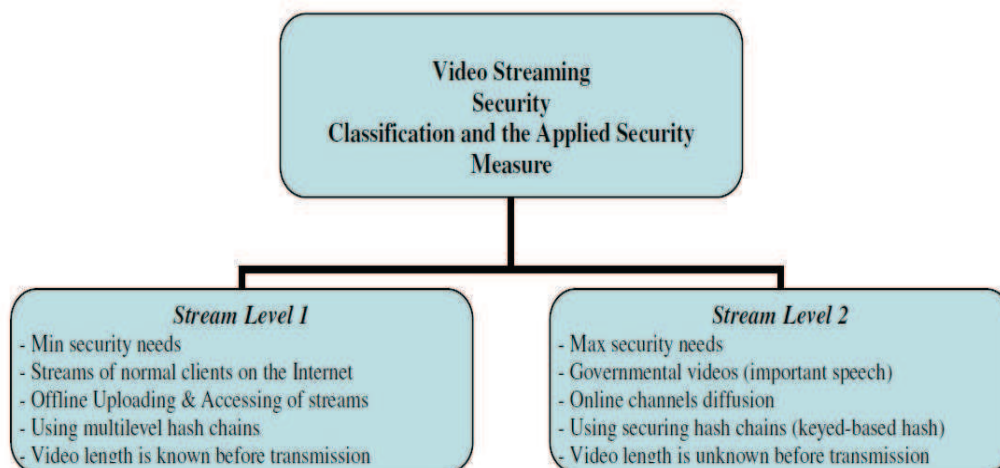 Video Streaming
Security
Classification and the Applied Security
Measure
Stream Level 1
- Min security needs
- Streams of normal clients on the Internet
- Offline Uploading & Accessing of streams
- Using multilevel hash chains
- Video length is known before transmission
Stream Level 2
- Max security needs
- Governmental videos (important speech)
- Online channels diffusion
- Using securing hash chains (keyed-based hash)
- Video length is unknown before transmission